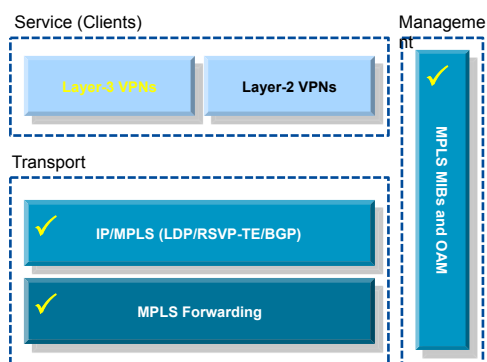 Service (Clients)
Manageme
nt
Layer-3 VPNs
Layer-2 VPNs
MPLS MIBs and OAM
Transport
IP/MPLS (LDP/RSVP-TE/BGP)
MPLS Forwarding